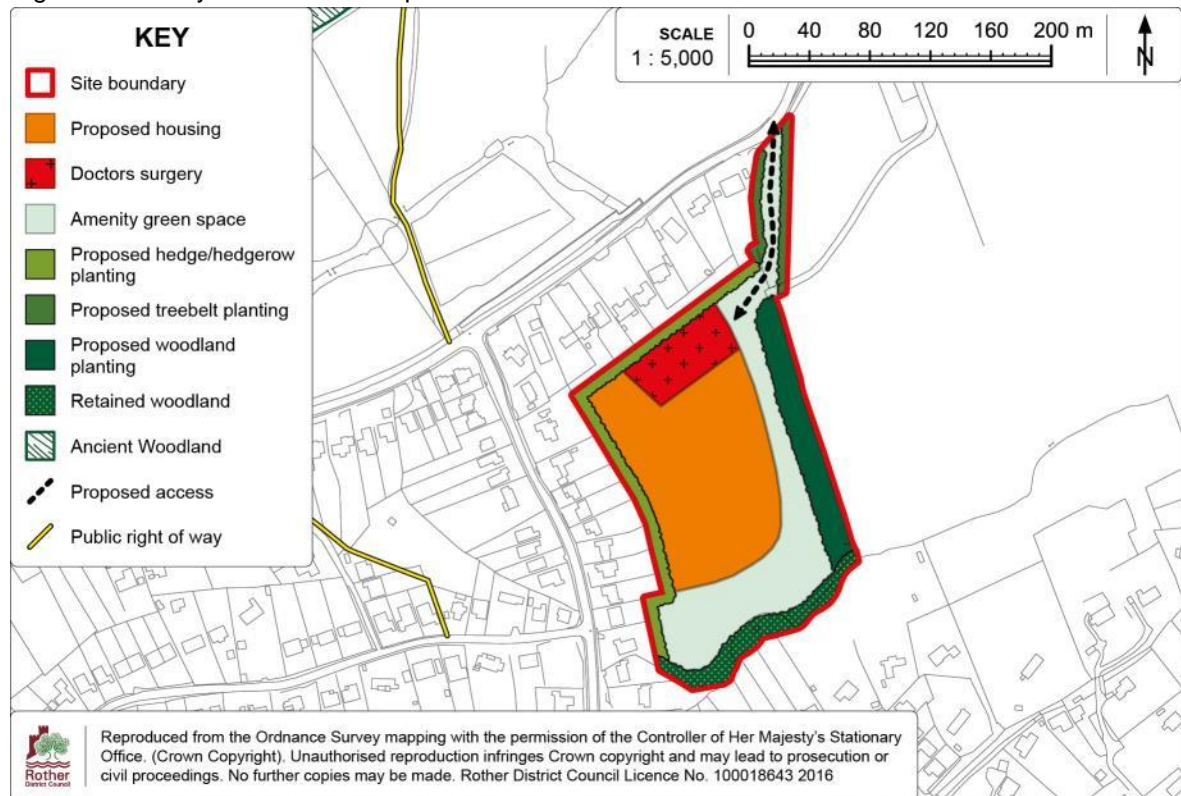 KEY
Site boundary
Proposed housing
Doctors surgery
Amenity green space
Proposed hedge/hedgerow
planting
Proposed treebelt planting
Proposed woodland
planting
Retained woodland
Ancient Woodland
Proposed access
Public right of way
SCALE
1 : 5,000
0 40 80 120 160 200 m
N
Rother
District Council
Reproduced from the Ordnance Survey mapping with the permission of the Controller of Her Majesty's Stationary
Office. (Crown Copyright). Unauthorised reproduction infringes Crown copyright and may lead to prosecution or
civil proceedings. No further copies may be made. Rother District Council Licence No. 100018643 2016